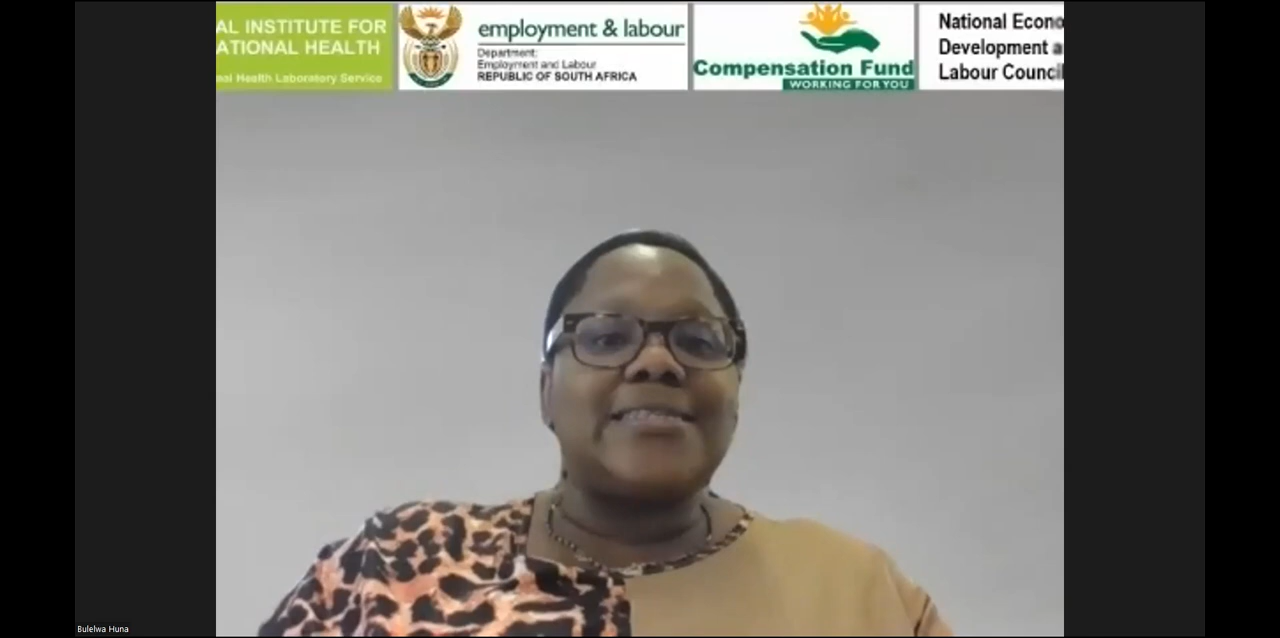 AL INSTITUTE FOR
ATIONAL HEALTH
nal Health Laboratory Service
employment & labour
Department:
Employment and Labour
REPUBLIC OF SOUTH AFRICA
Compensation Fund
WORKING FOR YOU
National Econo
Development a
Labour Council
Bulelwa Huna